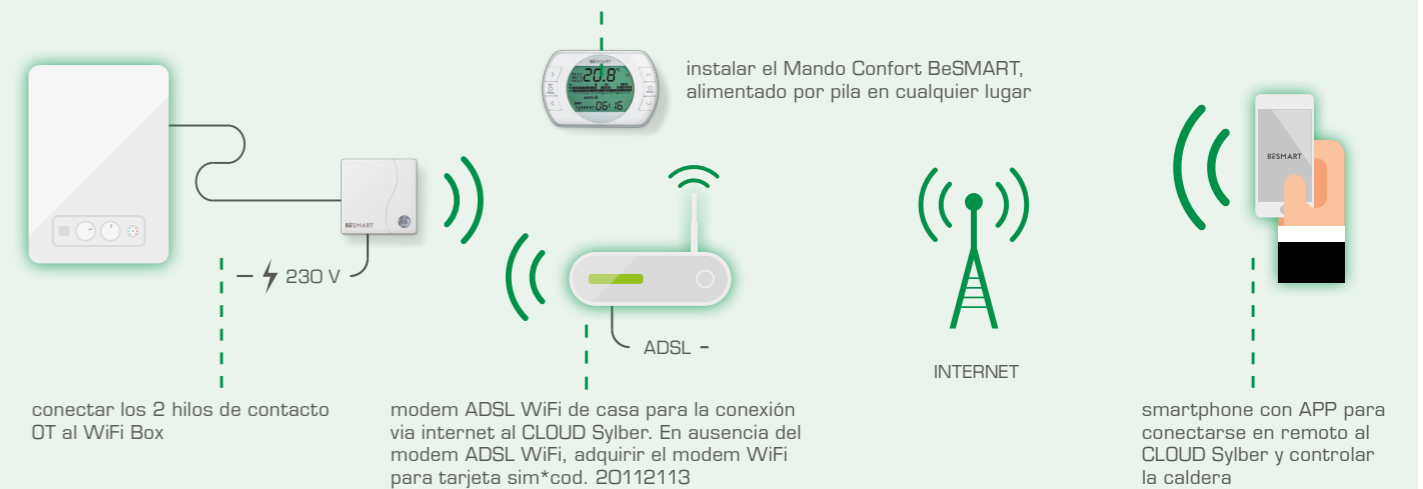 BESMART
20.8°
06:16
instalar el Mando Confort BeSMART,
alimentado por pila en cualquier lugar
BESMART
BESMART
230 V
ADSL
INTERNET
conectar los 2 hilos de contacto
OT al WiFi Box
modem ADSL WiFi de casa para la conexión
via internet al CLOUD Sylber. En ausencia del
modem ADSL WiFi, adquirir el modem WiFi
para tarjeta sim*cod. 20112113
smartphone con APP para
conectarse en remoto al
CLOUD Sylber y controlar
la caldera